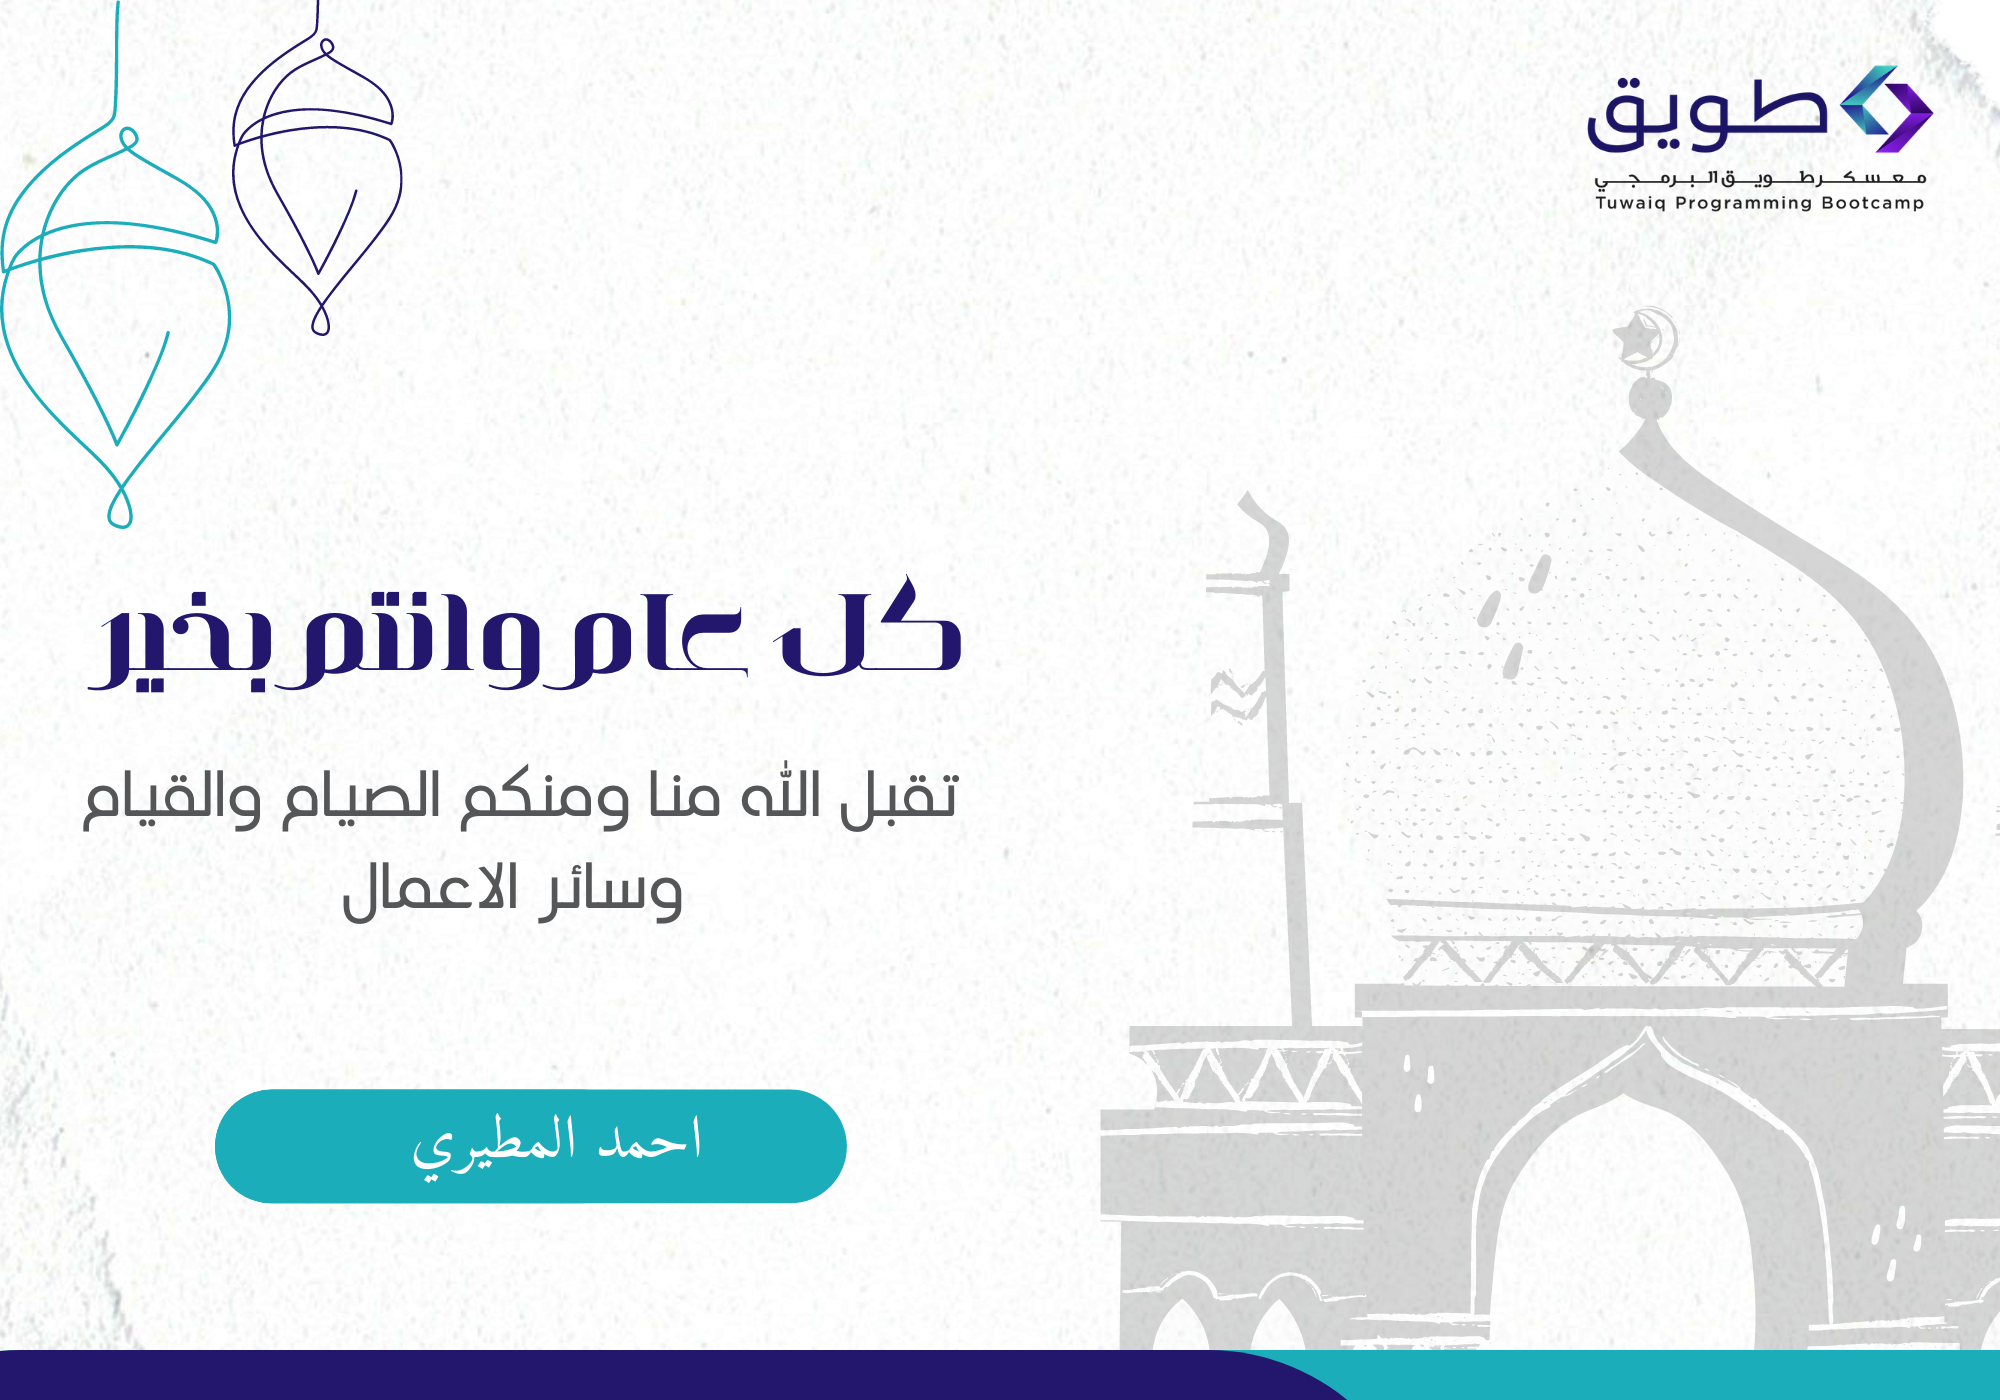 طويق
معسكر طويق البرمجي
Tuwaiq Programming Bootcamp
كل عام وانتم بخير
تقبل الله منا ومنكم الصيام والقيام
وسائر الاعمال
احمد المطيري